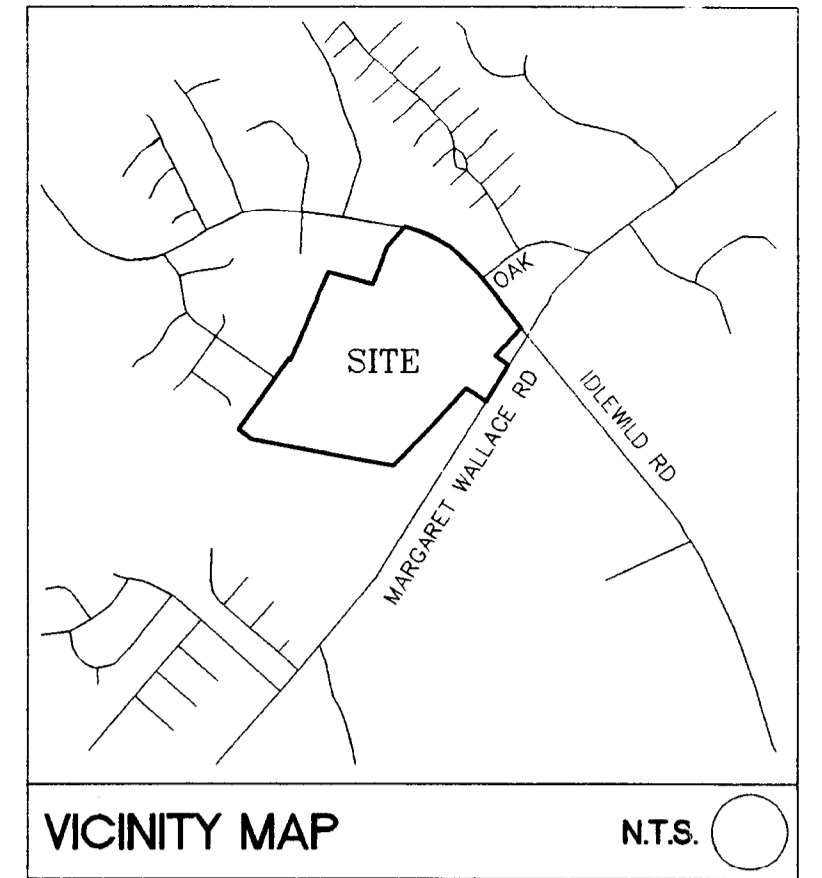 OAK
SITE
IDLEWILD RD
MARGARET WALLACE RD
VICINITY MAP
N.T.S.